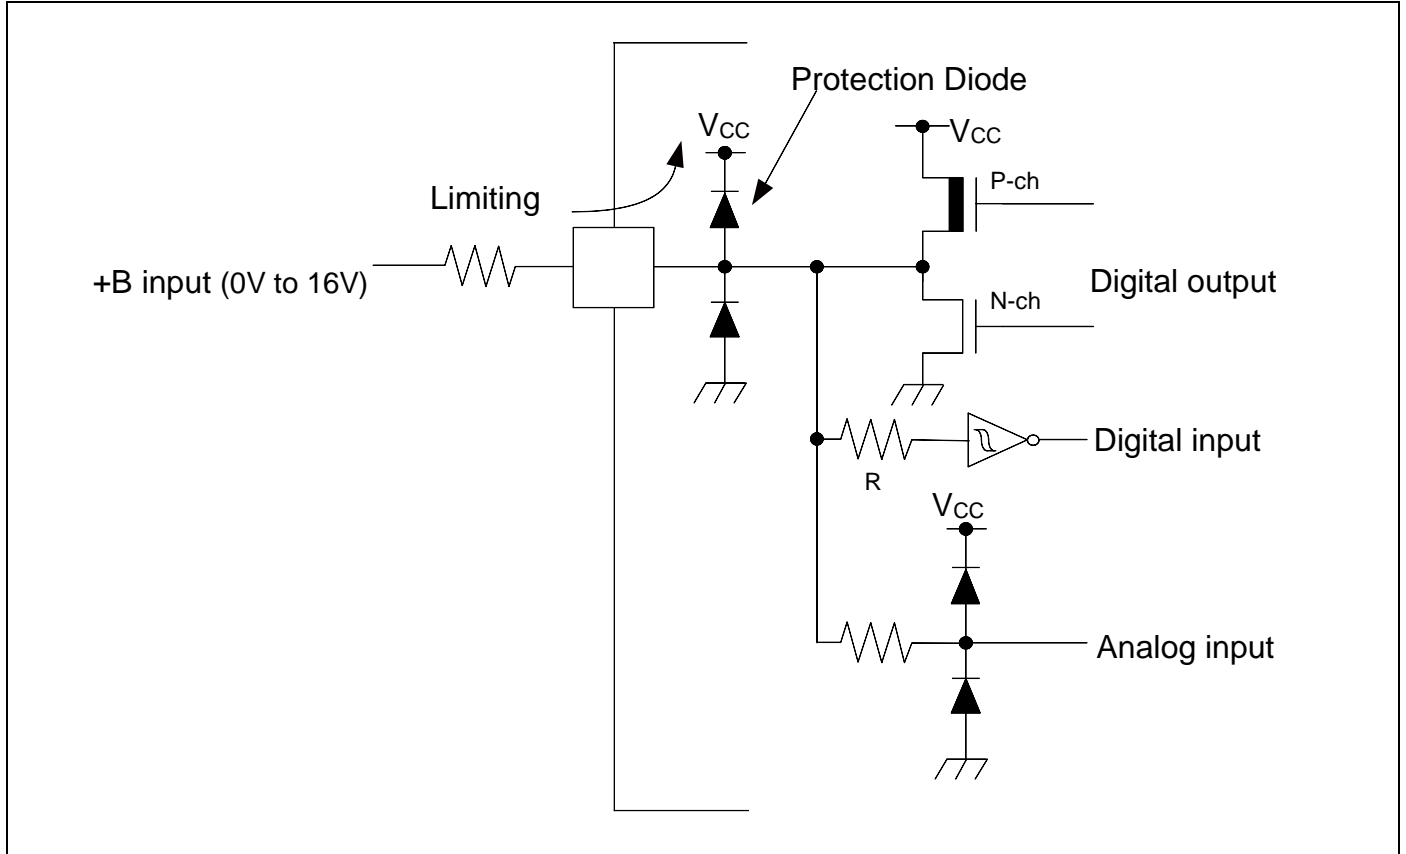 Protection Diode
VCC
VCC
P-ch
Limiting
+B input (0V to 16V)
Digital output
N-ch
Digital input
R
VCC
Analog input